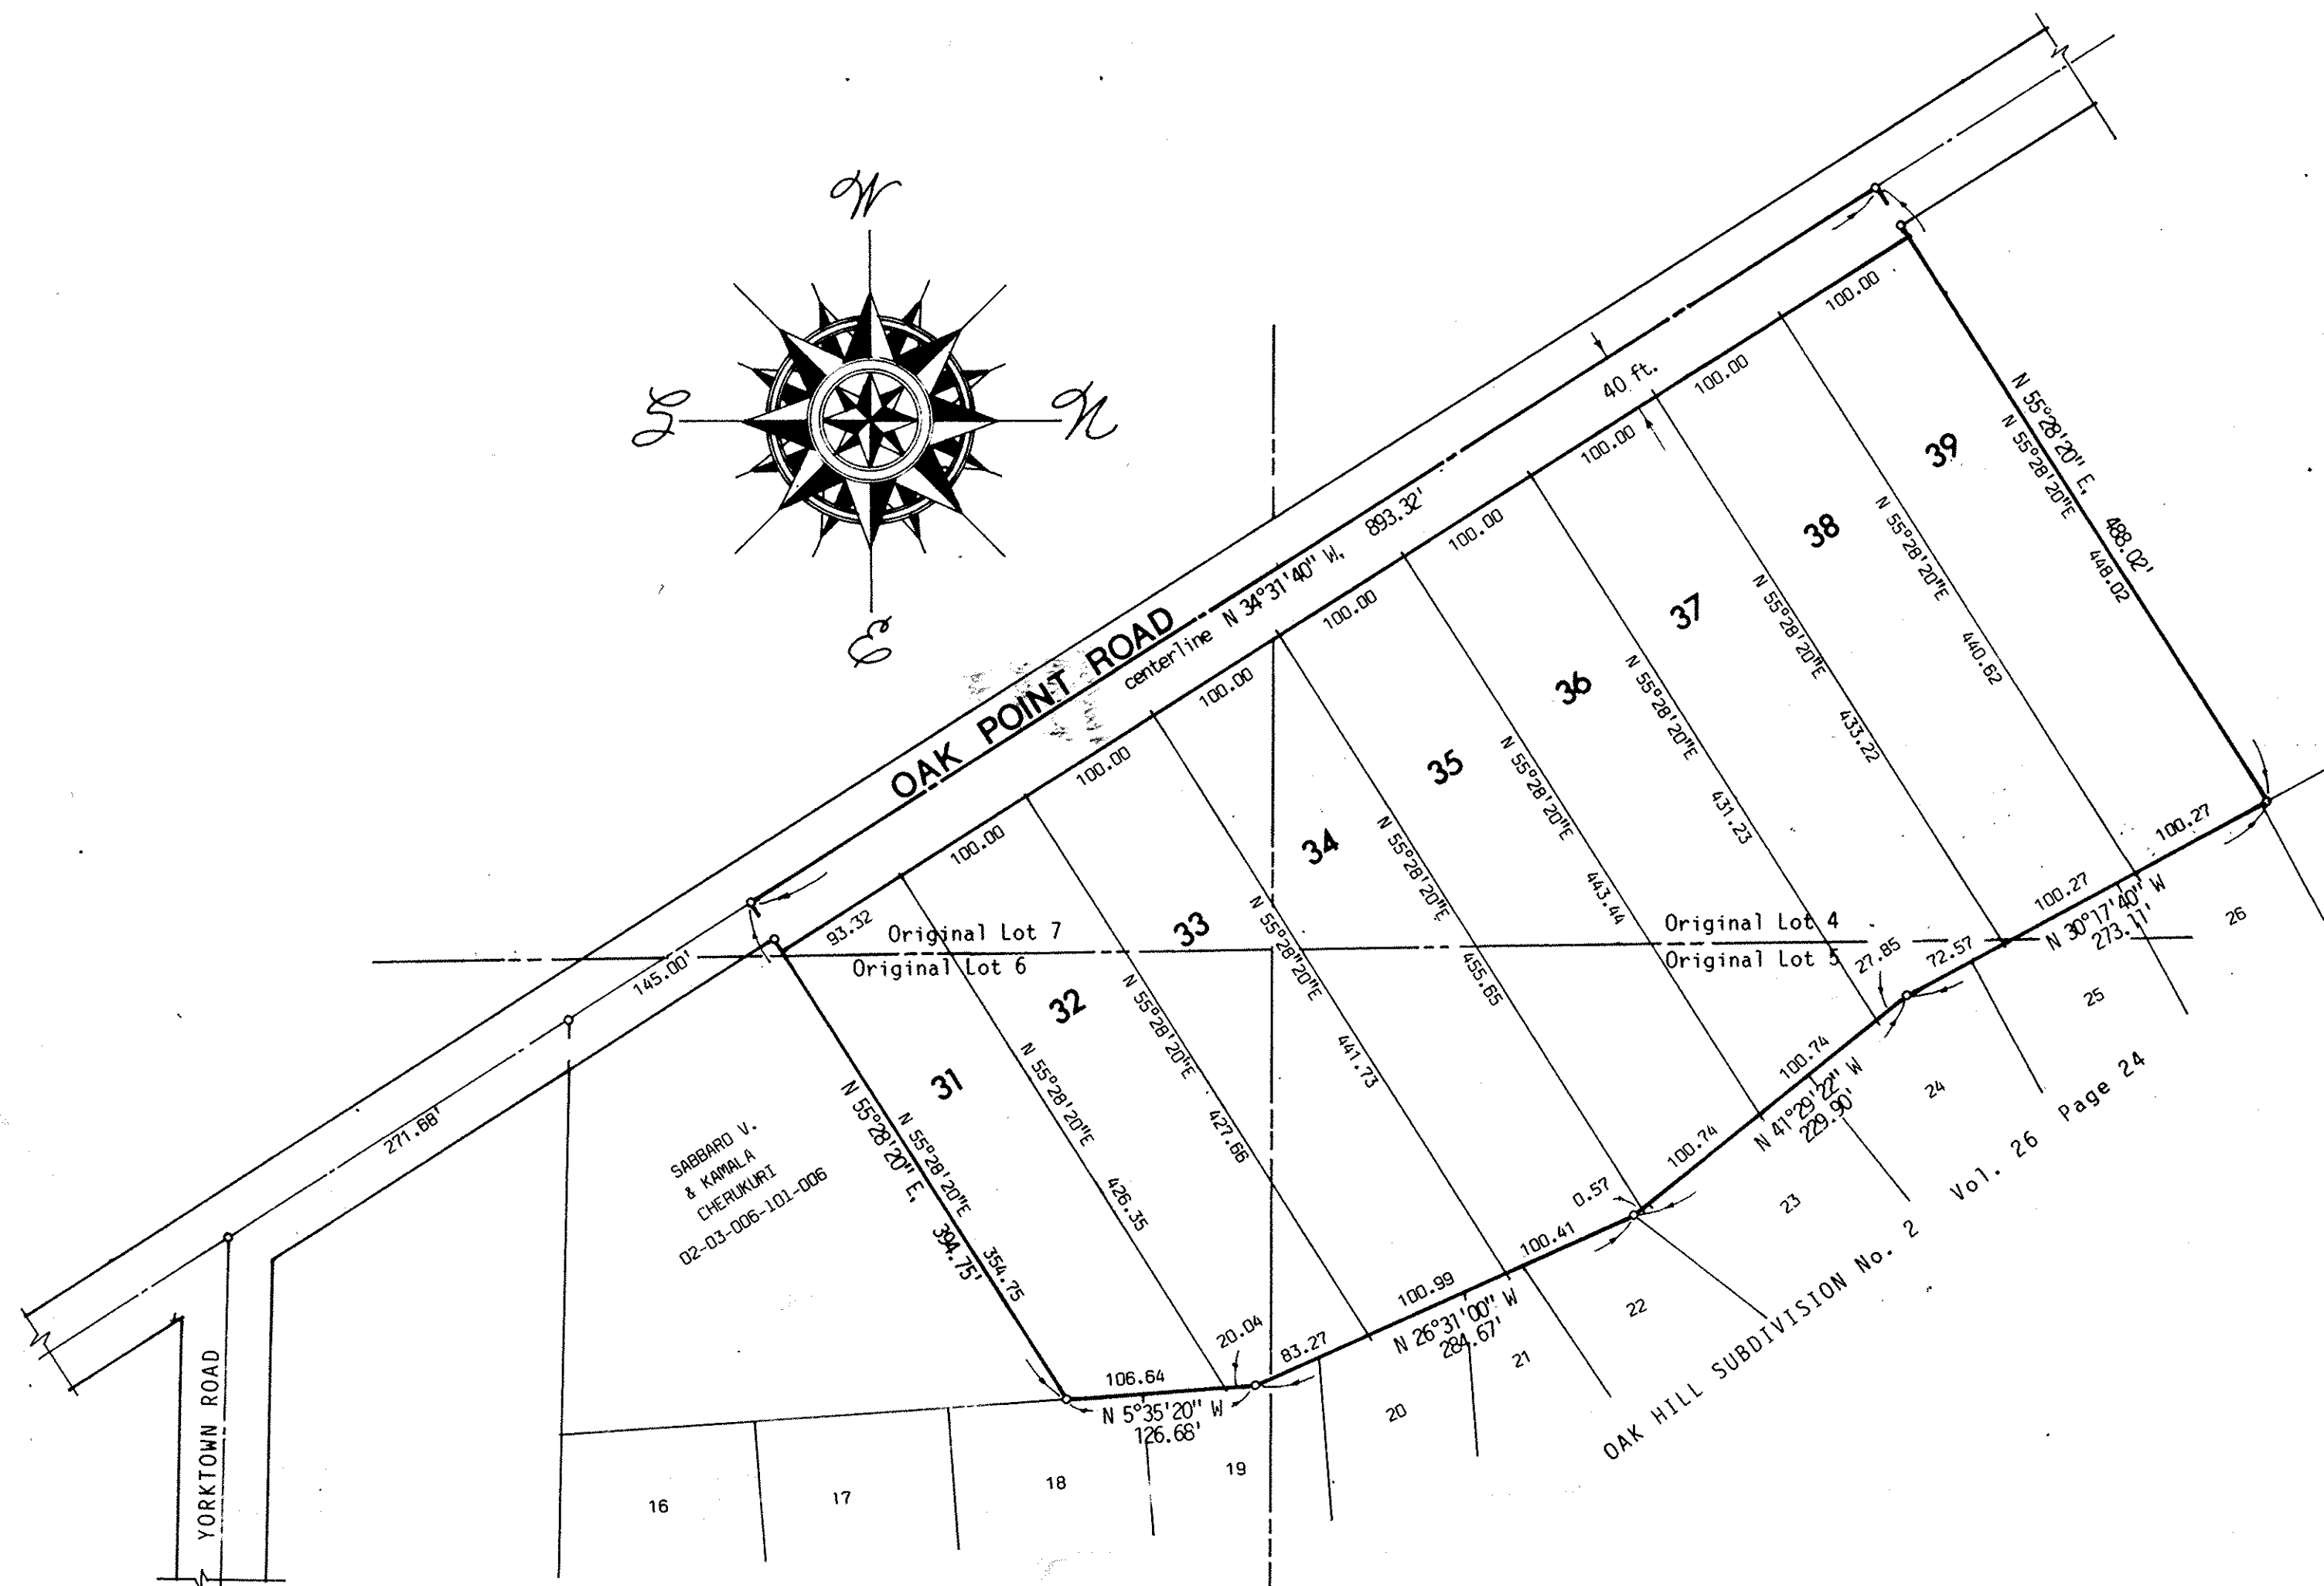 W
S
N
E
OAK POINT ROAD
centerline N 34°31'40" W, 893.32'
40 ft.
271.68'
145.00'
93.32
100.00
100.00
100.00
100.00
100.00
100.00
100.00
100.00
Original Lot 7
Original Lot 6
Original Lot 4
Original Lot 5
31
32
33
34
35
36
37
38
39
N 55°28'20" E, 394.75'
N 55°28'20"E 354.75
N 55°28'20"E 426.35
N 55°28'20"E 427.66
N 55°28'20"E 441.73
N 55°28'20"E 455.65
N 55°28'20"E 443.44
N 55°28'20"E 431.23
N 55°28'20"E 433.22
N 55°28'20"E 440.62
N 55°28'20"E 448.02
N 55°28'20" E, 488.02'
SABBARO V.
& KAMALA
CHERUKURI
02-03-006-101-006
106.64
20.04
N 5°35'20" W
126.68'
83.27
100.99
100.41
N 26°31'00" W
284.67'
0.57
100.74
100.74
27.85
N 41°29'22" W
229.90'
72.57
100.27
100.27
N 30°17'40" W
273.11'
16
17
18
19
20
21
22
23
24
25
26
OAK HILL SUBDIVISION No. 2 Vol. 26 Page 24
YORKTOWN ROAD